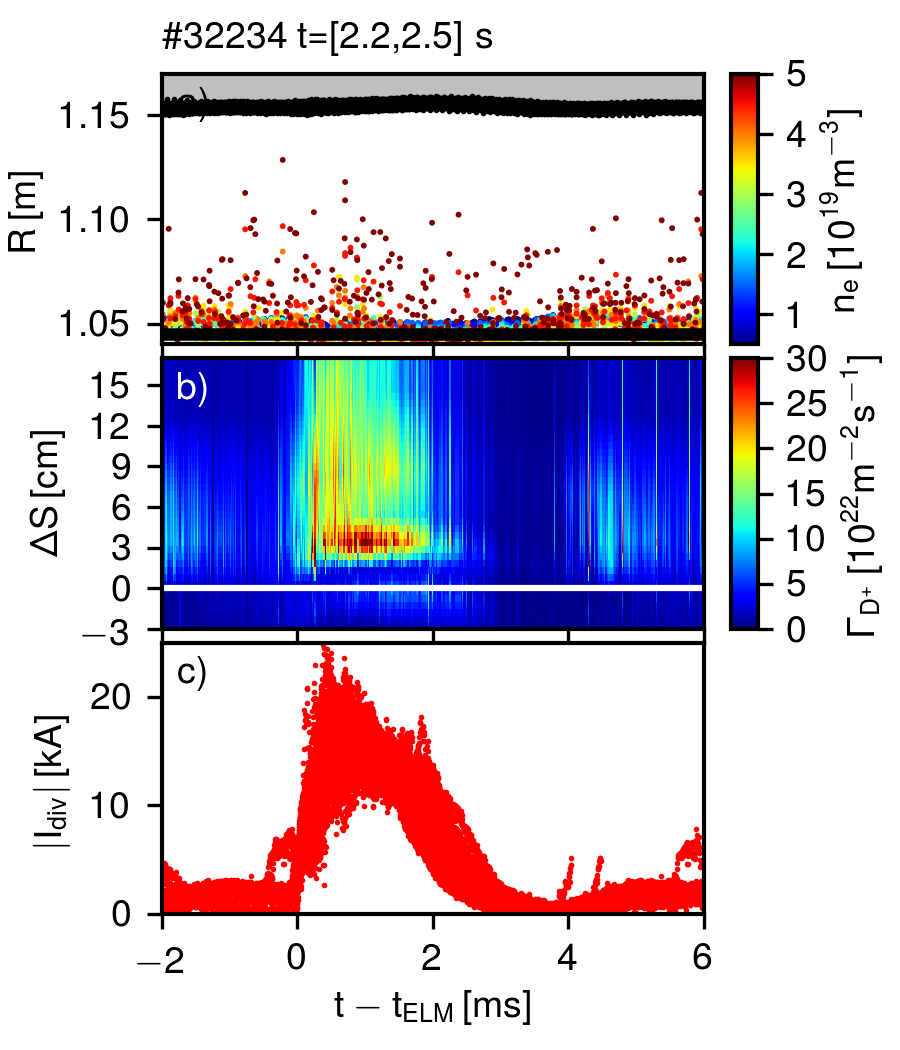 #32234 t=[2.2,2.5] s
1.15
1.10
1.05
R [m]
5
4
3
2
1
n_e [10^19 m^−3]
b)
15
12
9
6
3
0
−3
ΔS [cm]
30
25
20
15
10
5
0
Γ_D+ [10^22 m^−2 s^−1]
c)
20
10
0
|I_div| [kA]
−2 0 2 4 6
t − t_ELM [ms]